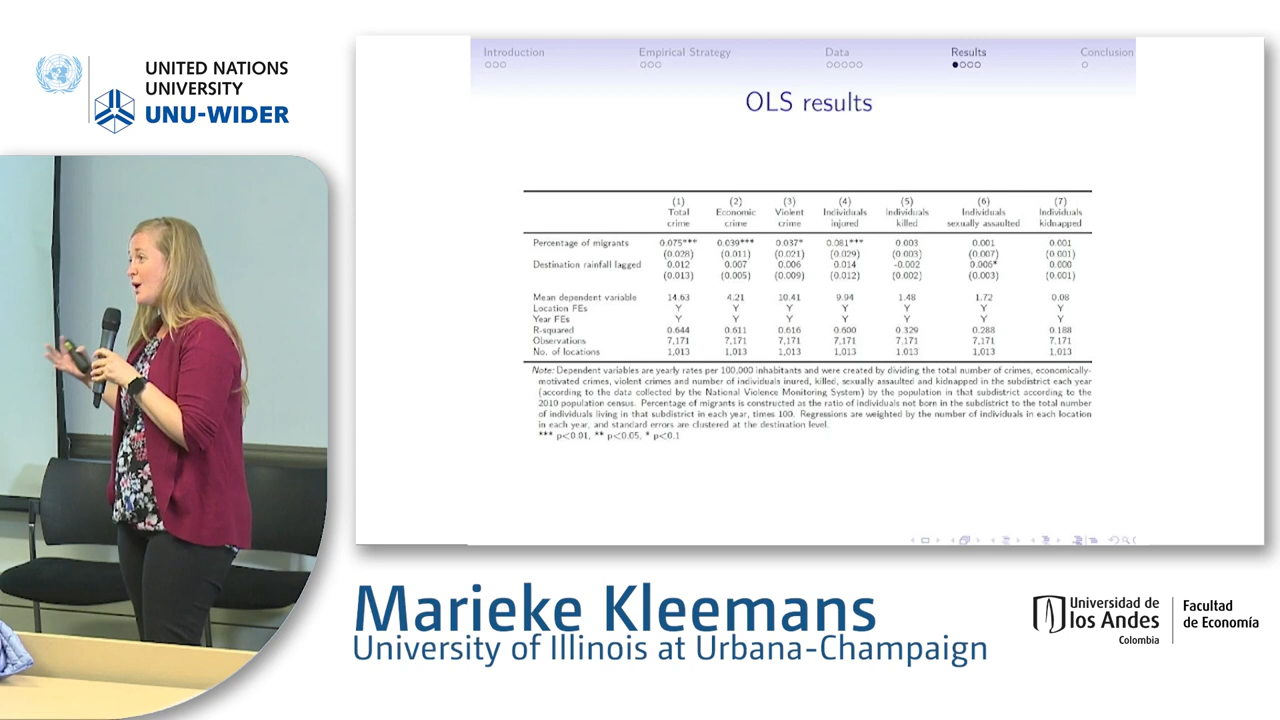 UNITED NATIONS
UNIVERSITY
UNU-WIDER
Introduction Empirical Strategy Data Results Conclusion
OLS results
(1) (2) (3) (4) (5) (6) (7)
Total Economic Violent Individuals Individuals Individuals Individuals
crime crime crime injured killed sexually assaulted kidnapped
Percentage of migrants 0.075*** 0.039*** 0.037* 0.081*** 0.003 0.001 0.001
(0.028) (0.011) (0.021) (0.029) (0.003) (0.007) (0.001)
Destination rainfall lagged 0.012 0.007 0.006 0.014 -0.002 0.006* 0.000
(0.013) (0.005) (0.009) (0.012) (0.002) (0.003) (0.001)
Mean dependent variable 14.63 4.21 10.41 9.94 1.48 1.72 0.08
Location FEs Y Y Y Y Y Y Y
Year FEs Y Y Y Y Y Y Y
R-squared 0.644 0.611 0.616 0.600 0.329 0.288 0.188
Observations 7,171 7,171 7,171 7,171 7,171 7,171 7,171
No. of locations 1,013 1,013 1,013 1,013 1,013 1,013 1,013
Note: Dependent variables are yearly rates per 100,000 inhabitants and were created by dividing the total number of crimes, economically-
motivated crimes, violent crimes and number of individuals inured, killed, sexually assaulted and kidnapped in the subdistrict each year
(according to the data collected by the National Violence Monitoring System) by the population in that subdistrict according to the
2010 population census. Percentage of migrants is constructed as the ratio of individuals not born in the subdistrict to the total number
of individuals living in that subdistrict in each year, times 100. Regressions are weighted by the number of individuals in each location
in each year, and standard errors are clustered at the destination level.
*** p<0.01, ** p<0.05, * p<0.1
Marieke Kleemans
University of Illinois at Urbana-Champaign
Universidad de
los Andes
Colombia
Facultad
de Economía